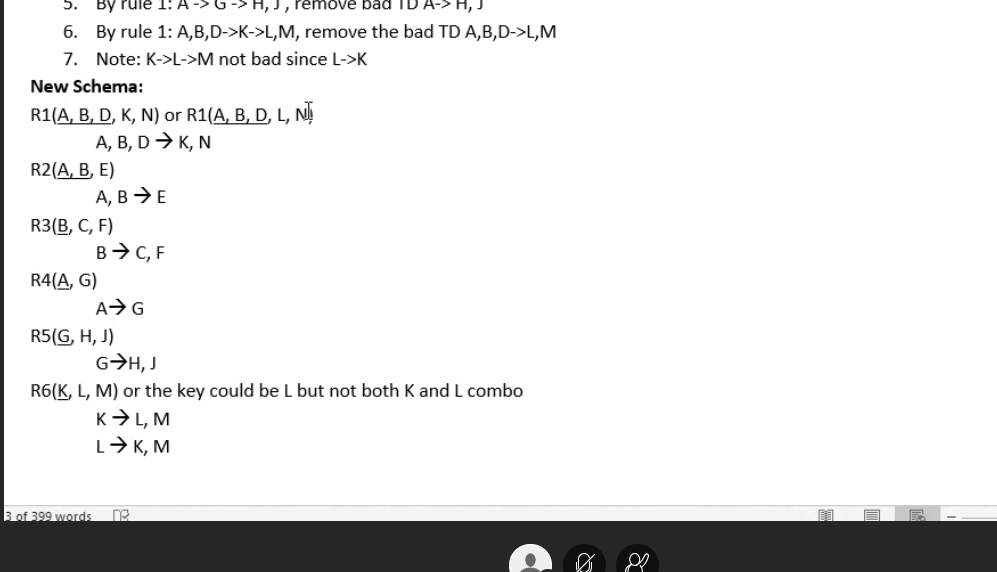 5. By rule 1: A -> G -> H, J , remove bad TD A-> H, J
6. By rule 1: A,B,D->K->L,M, remove the bad TD A,B,D->L,M
7. Note: K->L->M not bad since L->K
New Schema:
R1(A, B, D, K, N) or R1(A, B, D, L, N)
A, B, D → K, N
R2(A, B, E)
A, B → E
R3(B, C, F)
B → C, F
R4(A, G)
A→ G
R5(G, H, J)
G→H, J
R6(K, L, M) or the key could be L but not both K and L combo
K → L, M
L → K, M
3 of 399 words